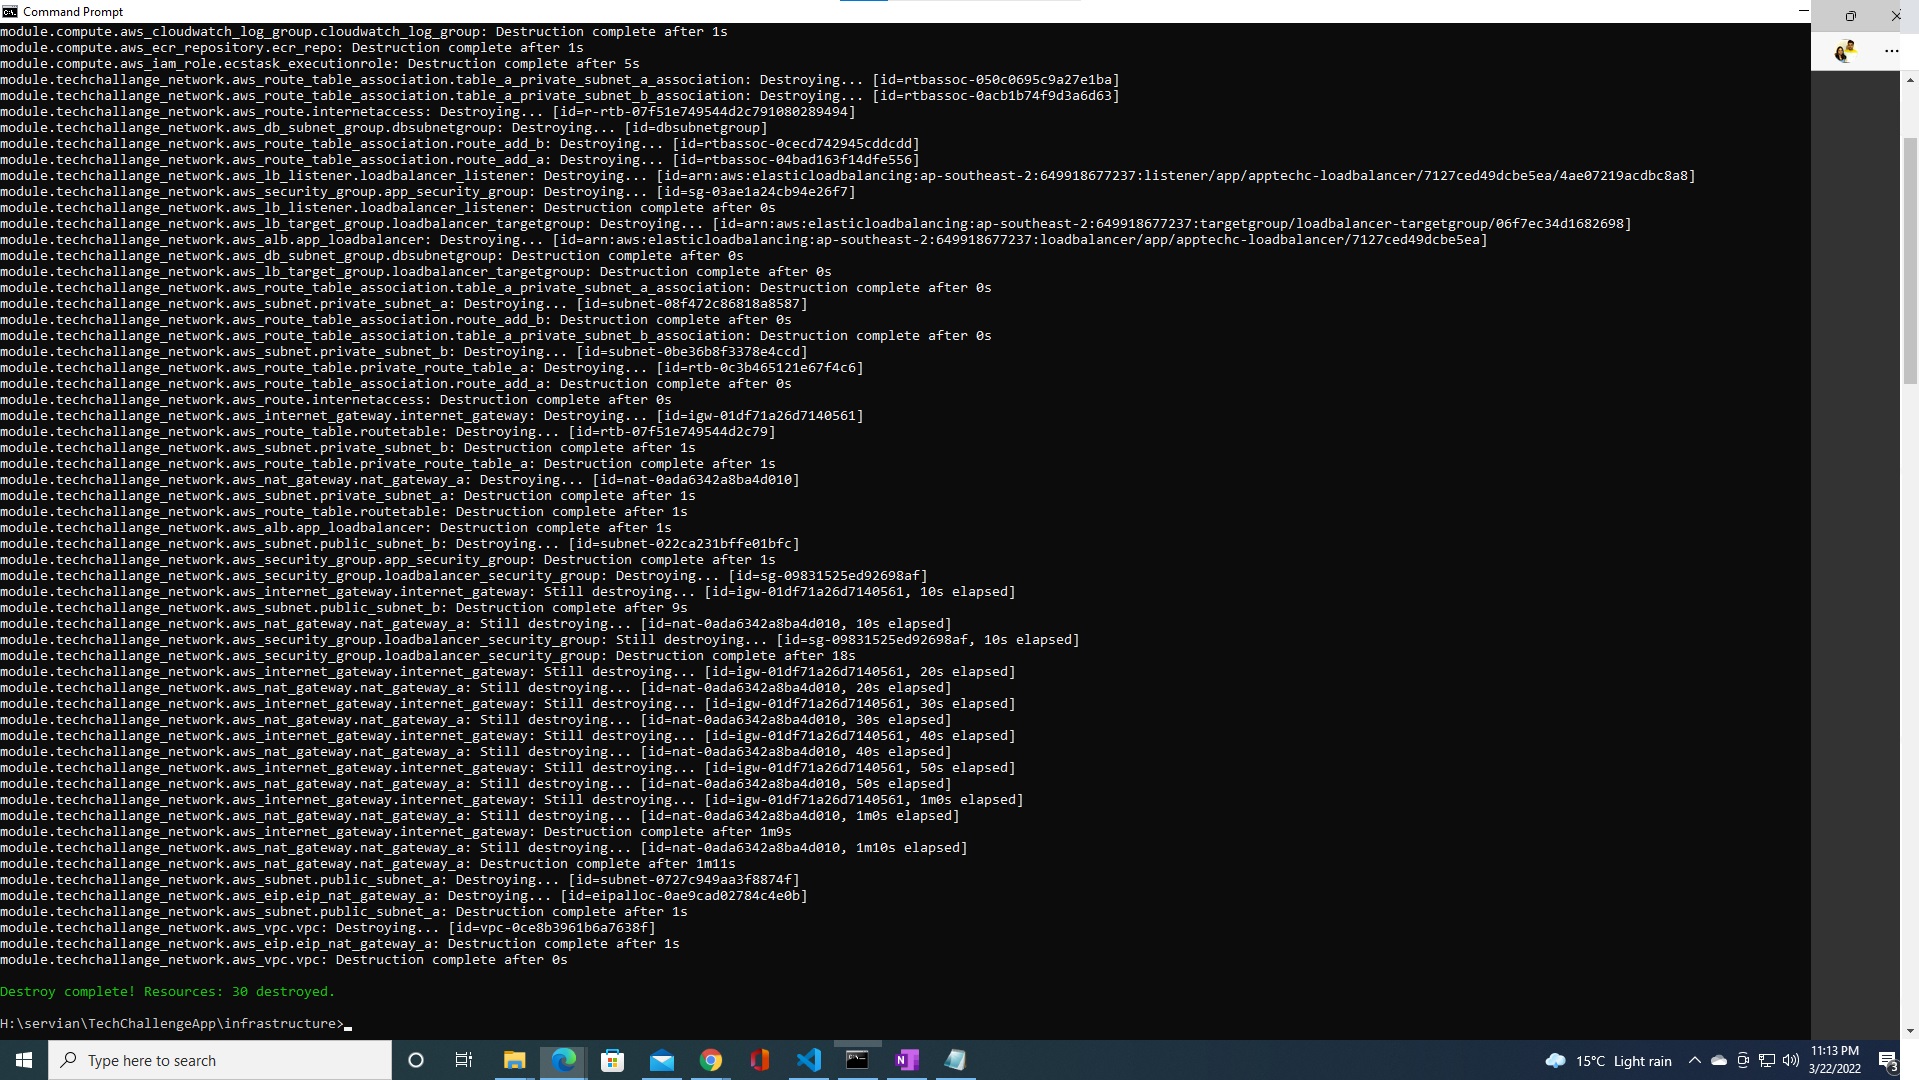 Command Prompt
module.compute.aws_cloudwatch_log_group.cloudwatch_log_group: Destruction complete after 1s
module.compute.aws_ecr_repository.ecr_repo: Destruction complete after 1s
module.compute.aws_iam_role.ecstask_executionrole: Destruction complete after 5s
module.techchallange_network.aws_route_table_association.table_a_private_subnet_a_association: Destroying... [id=rtbassoc-050c0695c9a27e1ba]
module.techchallange_network.aws_route_table_association.table_a_private_subnet_b_association: Destroying... [id=rtbassoc-0acb1b74f9d3a6d63]
module.techchallange_network.aws_route.internetaccess: Destroying... [id=r-rtb-07f51e749544d2c791080289494]
module.techchallange_network.aws_db_subnet_group.dbsubnetgroup: Destroying... [id=dbsubnetgroup]
module.techchallange_network.aws_route_table_association.route_add_b: Destroying... [id=rtbassoc-0cecd742945cddcdd]
module.techchallange_network.aws_route_table_association.route_add_a: Destroying... [id=rtbassoc-04bad163f14dfe556]
module.techchallange_network.aws_lb_listener.loadbalancer_listener: Destroying... [id=arn:aws:elasticloadbalancing:ap-southeast-2:649918677237:listener/app/apptechc-loadbalancer/7127ced49dcbe5ea/4ae07219acdbc8a8]
module.techchallange_network.aws_security_group.app_security_group: Destroying... [id=sg-03ae1a24cb94e26f7]
module.techchallange_network.aws_lb_listener.loadbalancer_listener: Destruction complete after 0s
module.techchallange_network.aws_lb_target_group.loadbalancer_targetgroup: Destroying... [id=arn:aws:elasticloadbalancing:ap-southeast-2:649918677237:targetgroup/loadbalancer-targetgroup/06f7ec34d1682698]
module.techchallange_network.aws_alb.app_loadbalancer: Destroying... [id=arn:aws:elasticloadbalancing:ap-southeast-2:649918677237:loadbalancer/app/apptechc-loadbalancer/7127ced49dcbe5ea]
module.techchallange_network.aws_db_subnet_group.dbsubnetgroup: Destruction complete after 0s
module.techchallange_network.aws_lb_target_group.loadbalancer_targetgroup: Destruction complete after 0s
module.techchallange_network.aws_route_table_association.table_a_private_subnet_a_association: Destruction complete after 0s
module.techchallange_network.aws_subnet.private_subnet_a: Destroying... [id=subnet-08f472c86818a8587]
module.techchallange_network.aws_route_table_association.route_add_b: Destruction complete after 0s
module.techchallange_network.aws_route_table_association.table_a_private_subnet_b_association: Destruction complete after 0s
module.techchallange_network.aws_subnet.private_subnet_b: Destroying... [id=subnet-0be36b8f3378e4ccd]
module.techchallange_network.aws_route_table.private_route_table_a: Destroying... [id=rtb-0c3b465121e67f4c6]
module.techchallange_network.aws_route_table_association.route_add_a: Destruction complete after 0s
module.techchallange_network.aws_route.internetaccess: Destruction complete after 0s
module.techchallange_network.aws_internet_gateway.internet_gateway: Destroying... [id=igw-01df71a26d7140561]
module.techchallange_network.aws_route_table.routetable: Destroying... [id=rtb-07f51e749544d2c79]
module.techchallange_network.aws_subnet.private_subnet_b: Destruction complete after 1s
module.techchallange_network.aws_route_table.private_route_table_a: Destruction complete after 1s
module.techchallange_network.aws_nat_gateway.nat_gateway_a: Destroying... [id=nat-0ada6342a8ba4d010]
module.techchallange_network.aws_subnet.private_subnet_a: Destruction complete after 1s
module.techchallange_network.aws_route_table.routetable: Destruction complete after 1s
module.techchallange_network.aws_alb.app_loadbalancer: Destruction complete after 1s
module.techchallange_network.aws_subnet.public_subnet_b: Destroying... [id=subnet-022ca231bffe01bfc]
module.techchallange_network.aws_security_group.app_security_group: Destruction complete after 1s
module.techchallange_network.aws_security_group.loadbalancer_security_group: Destroying... [id=sg-09831525ed92698af]
module.techchallange_network.aws_internet_gateway.internet_gateway: Still destroying... [id=igw-01df71a26d7140561, 10s elapsed]
module.techchallange_network.aws_subnet.public_subnet_b: Destruction complete after 9s
module.techchallange_network.aws_nat_gateway.nat_gateway_a: Still destroying... [id=nat-0ada6342a8ba4d010, 10s elapsed]
module.techchallange_network.aws_security_group.loadbalancer_security_group: Still destroying... [id=sg-09831525ed92698af, 10s elapsed]
module.techchallange_network.aws_security_group.loadbalancer_security_group: Destruction complete after 18s
module.techchallange_network.aws_internet_gateway.internet_gateway: Still destroying... [id=igw-01df71a26d7140561, 20s elapsed]
module.techchallange_network.aws_nat_gateway.nat_gateway_a: Still destroying... [id=nat-0ada6342a8ba4d010, 20s elapsed]
module.techchallange_network.aws_internet_gateway.internet_gateway: Still destroying... [id=igw-01df71a26d7140561, 30s elapsed]
module.techchallange_network.aws_nat_gateway.nat_gateway_a: Still destroying... [id=nat-0ada6342a8ba4d010, 30s elapsed]
module.techchallange_network.aws_internet_gateway.internet_gateway: Still destroying... [id=igw-01df71a26d7140561, 40s elapsed]
module.techchallange_network.aws_nat_gateway.nat_gateway_a: Still destroying... [id=nat-0ada6342a8ba4d010, 40s elapsed]
module.techchallange_network.aws_internet_gateway.internet_gateway: Still destroying... [id=igw-01df71a26d7140561, 50s elapsed]
module.techchallange_network.aws_nat_gateway.nat_gateway_a: Still destroying... [id=nat-0ada6342a8ba4d010, 50s elapsed]
module.techchallange_network.aws_internet_gateway.internet_gateway: Still destroying... [id=igw-01df71a26d7140561, 1m0s elapsed]
module.techchallange_network.aws_nat_gateway.nat_gateway_a: Still destroying... [id=nat-0ada6342a8ba4d010, 1m0s elapsed]
module.techchallange_network.aws_internet_gateway.internet_gateway: Destruction complete after 1m9s
module.techchallange_network.aws_nat_gateway.nat_gateway_a: Still destroying... [id=nat-0ada6342a8ba4d010, 1m10s elapsed]
module.techchallange_network.aws_nat_gateway.nat_gateway_a: Destruction complete after 1m11s
module.techchallange_network.aws_subnet.public_subnet_a: Destroying... [id=subnet-0727c949aa3f8874f]
module.techchallange_network.aws_eip.eip_nat_gateway_a: Destroying... [id=eipalloc-0ae9cad02784c4e0b]
module.techchallange_network.aws_subnet.public_subnet_a: Destruction complete after 1s
module.techchallange_network.aws_vpc.vpc: Destroying... [id=vpc-0ce8b3961b6a7638f]
module.techchallange_network.aws_eip.eip_nat_gateway_a: Destruction complete after 1s
module.techchallange_network.aws_vpc.vpc: Destruction complete after 0s
Destroy complete! Resources: 30 destroyed.
H:\servian\TechChallengeApp\infrastructure>
Type here to search
15°C Light rain
11:13 PM
3/22/2022
3